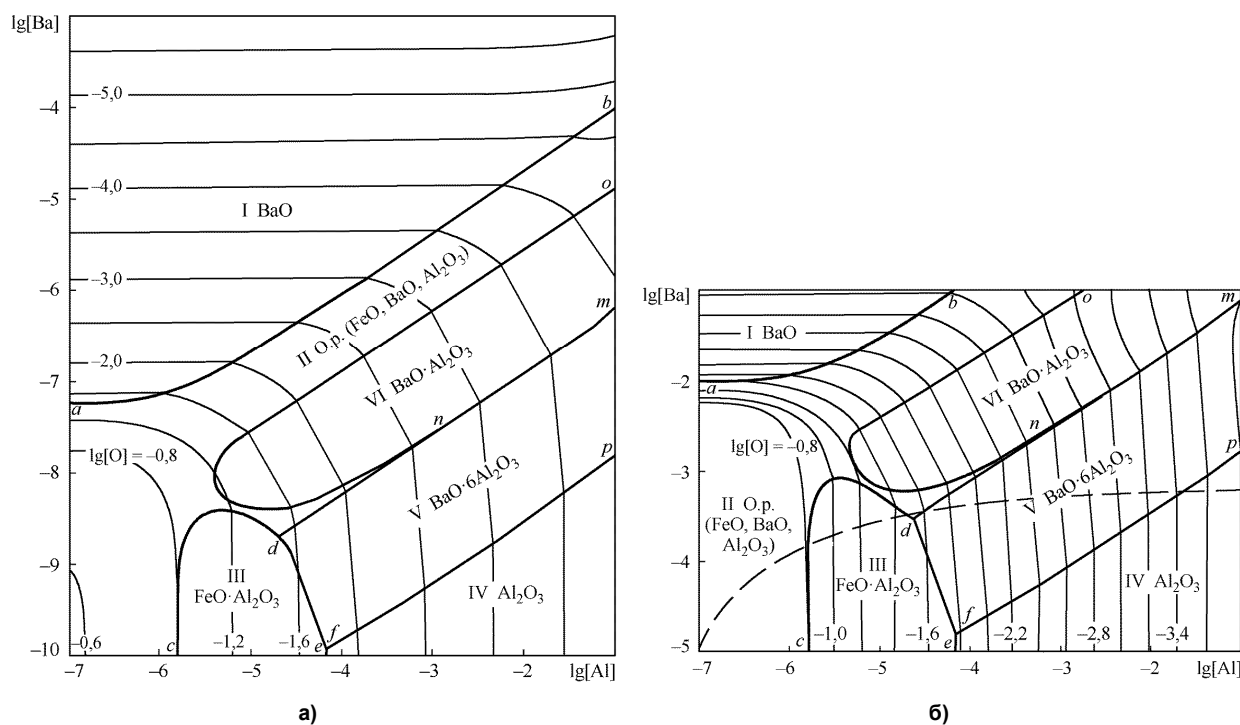 lg[Ba]
–5,0
b
–4
–4,0
o
–5
I BaO
–3,0
II О.р. (FeO, BaO, Al₂O₃)
–6
m
–2,0
VI BaO·Al₂O₃
–7
a
n
lg[O] = –0,8
p
–8
V BaO·6Al₂O₃
d
–9
III
FeO·Al₂O₃
IV Al₂O₃
–0,6
c
–1,2
–1,6
e
f
–10
–7
–6
–5
–4
–3
–2
lg[Al]
а)
lg[Ba]
b
o
m
I BaO
–2
a
VI BaO·Al₂O₃
n
lg[O] = –0,8
p
–3
V BaO·6Al₂O₃
II О.р.
(FeO, BaO,
Al₂O₃)
d
–4
III
FeO·Al₂O₃
IV Al₂O₃
f
c
–1,0
–1,6
e
–2,2
–2,8
–3,4
–5
–7
–6
–5
–4
–3
–2
lg[Al]
б)